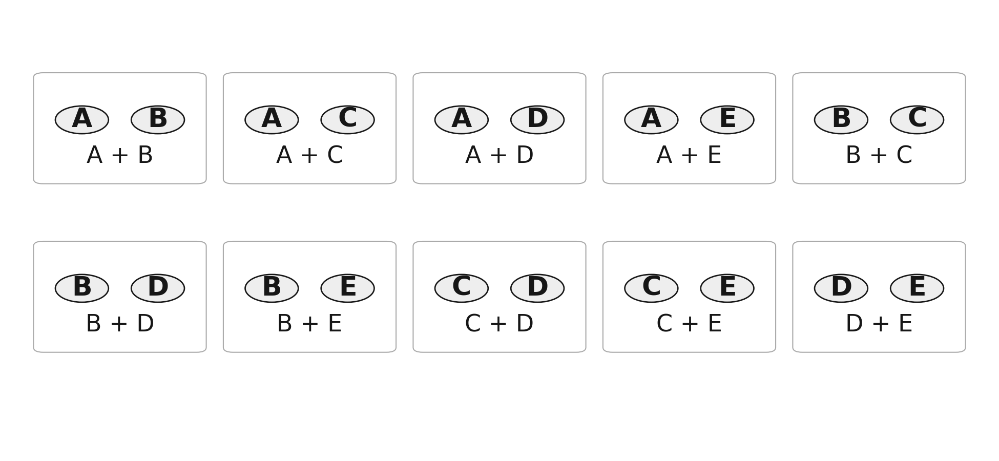 A B
A + B
A C
A + C
A D
A + D
A E
A + E
B C
B + C
B D
B + D
B E
B + E
C D
C + D
C E
C + E
D E
D + E